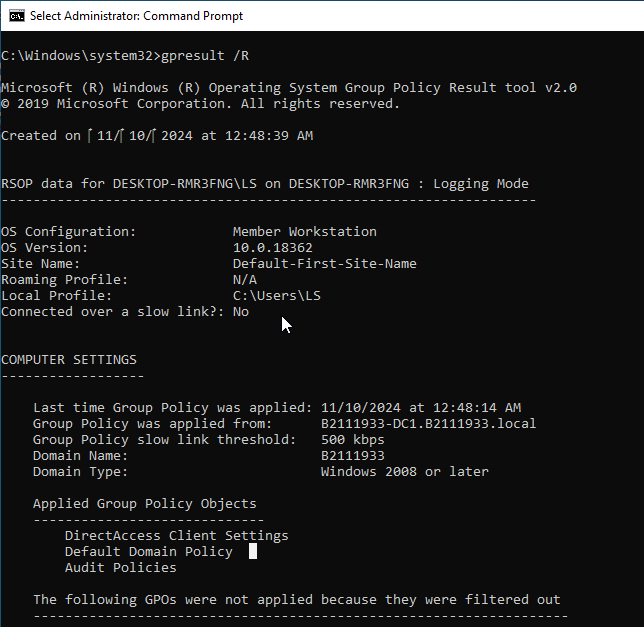 Select Administrator: Command Prompt
C:\Windows\system32>gpresult /R
Microsoft (R) Windows (R) Operating System Group Policy Result tool v2.0
© 2019 Microsoft Corporation. All rights reserved.
Created on 11/ 10/ 2024 at 12:48:39 AM
RSOP data for DESKTOP-RMR3FNG\LS on DESKTOP-RMR3FNG : Logging Mode
-------------------------------------------------------------------
OS Configuration: Member Workstation
OS Version: 10.0.18362
Site Name: Default-First-Site-Name
Roaming Profile: N/A
Local Profile: C:\Users\LS
Connected over a slow link?: No
COMPUTER SETTINGS
------------------
Last time Group Policy was applied: 11/10/2024 at 12:48:14 AM
Group Policy was applied from: B2111933-DC1.B2111933.local
Group Policy slow link threshold: 500 kbps
Domain Name: B2111933
Domain Type: Windows 2008 or later
Applied Group Policy Objects
-----------------------------
DirectAccess Client Settings
Default Domain Policy
Audit Policies
The following GPOs were not applied because they were filtered out
-------------------------------------------------------------------